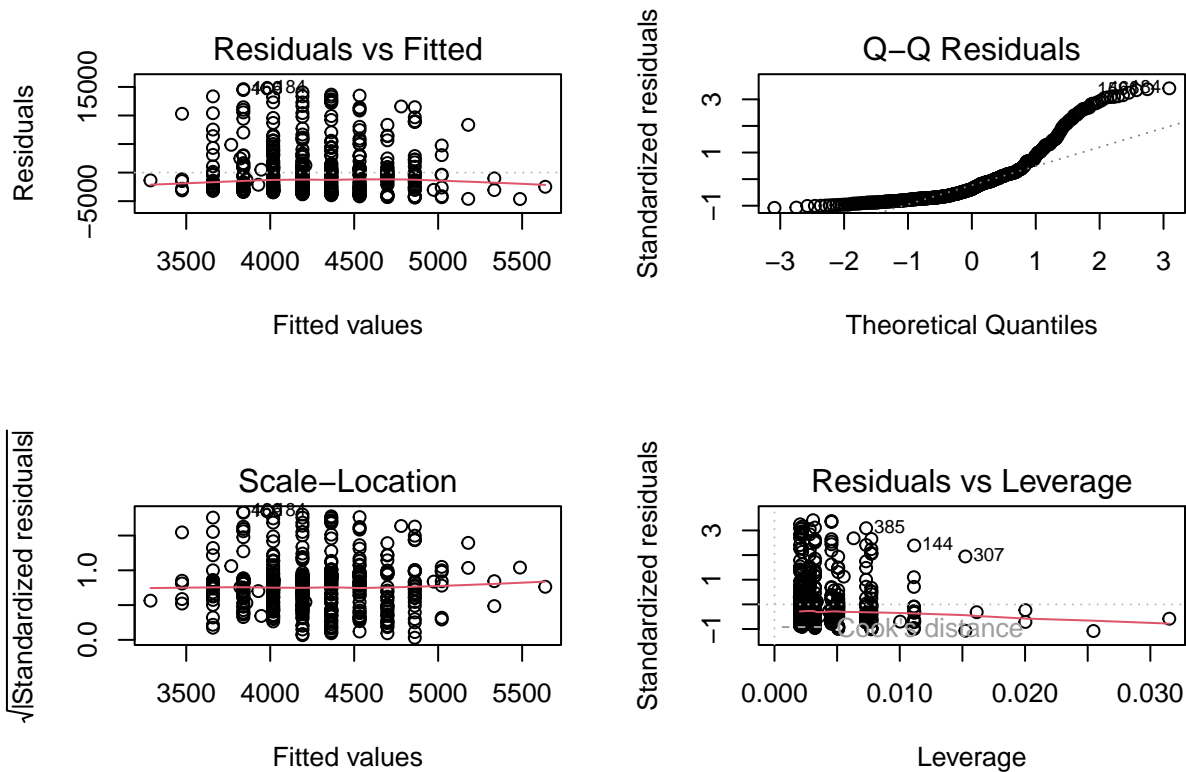 Residuals vs Fitted
Residuals
−5000
15000
184
3500 4000 4500 5000 5500
Fitted values
Q−Q Residuals
Standardized residuals
−1
1
3
184
−3 −2 −1 0 1 2 3
Theoretical Quantiles
Scale−Location
√|Standardized residuals|
0.0
1.0
184
3500 4000 4500 5000 5500
Fitted values
Residuals vs Leverage
Standardized residuals
−1
1
3
385
144
307
Cook's distance
0.000 0.010 0.020 0.030
Leverage